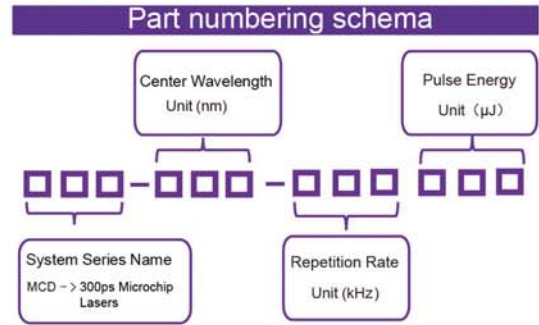 Part numbering schema
Center Wavelength
Unit (nm)
Pulse Energy
Unit (μJ)
System Series Name
MCD -> 300ps Microchip
Lasers
Repetition Rate
Unit (kHz)